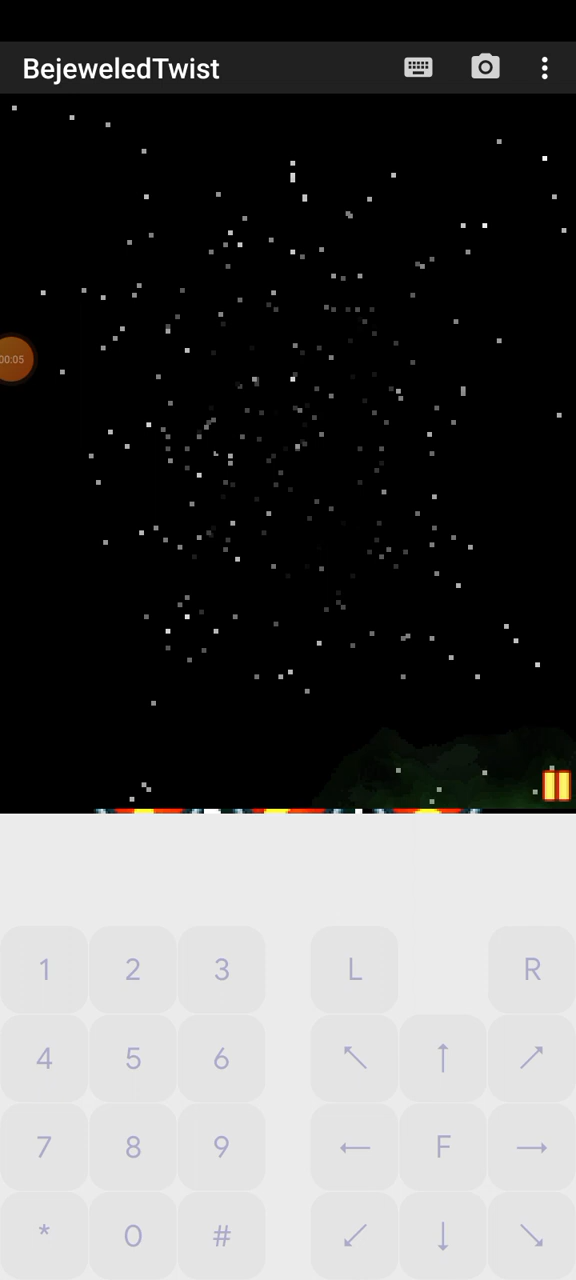 BejeweledTwist
00:05
1 2 3 L R
4 5 6 ↖ ↑ ↗
7 8 9 ← F →
* 0 # ↙ ↓ ↘